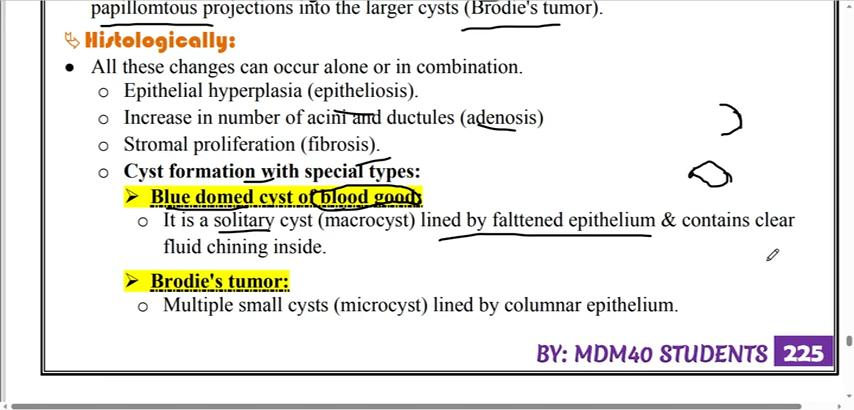 papillomtous projections into the larger cysts (Brodie's tumor).
Histologically:
● All these changes can occur alone or in combination.
o Epithelial hyperplasia (epitheliosis).
o Increase in number of acini and ductules (adenosis)
o Stromal proliferation (fibrosis).
o Cyst formation with special types:
➢ Blue domed cyst of blood good:
o It is a solitary cyst (macrocyst) lined by falttened epithelium & contains clear
fluid chining inside.
➢ Brodie's tumor:
o Multiple small cysts (microcyst) lined by columnar epithelium.
BY: MDM40 STUDENTS 225